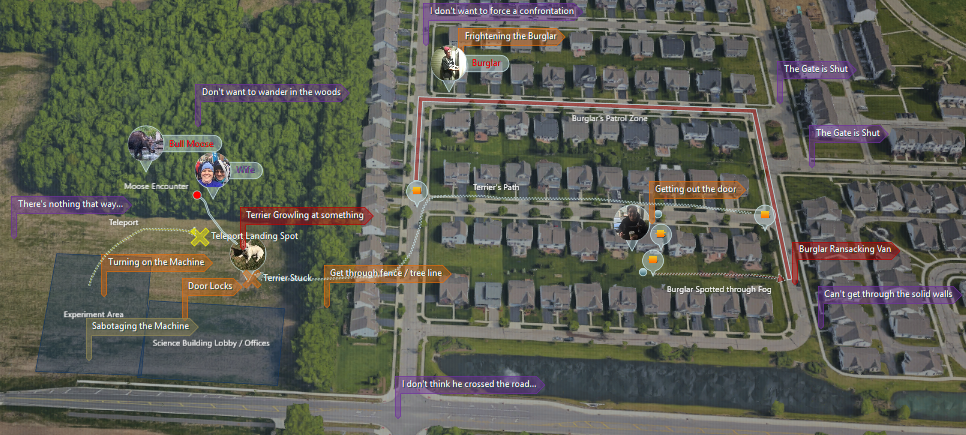 I don't want to force a confrontation
Frightening the Burglar
Burglar
The Gate is Shut
Don't want to wander in the woods
Burglar's Patrol Zone
The Gate is Shut
Bull Moose
Wife
Moose Encounter
Terrier's Path
Getting out the door
There's nothing that way...
Terrier Growling at something
Teleport
Teleport Landing Spot
Burglar Ransacking Van
Turning on the Machine
Get through fence / tree line
Terrier Stuck
Door Locks
Burglar Spotted through Fog
Can't get through the solid walls
Experiment Area
Sabotaging the Machine
Science Building Lobby / Offices
I don't think he crossed the road...